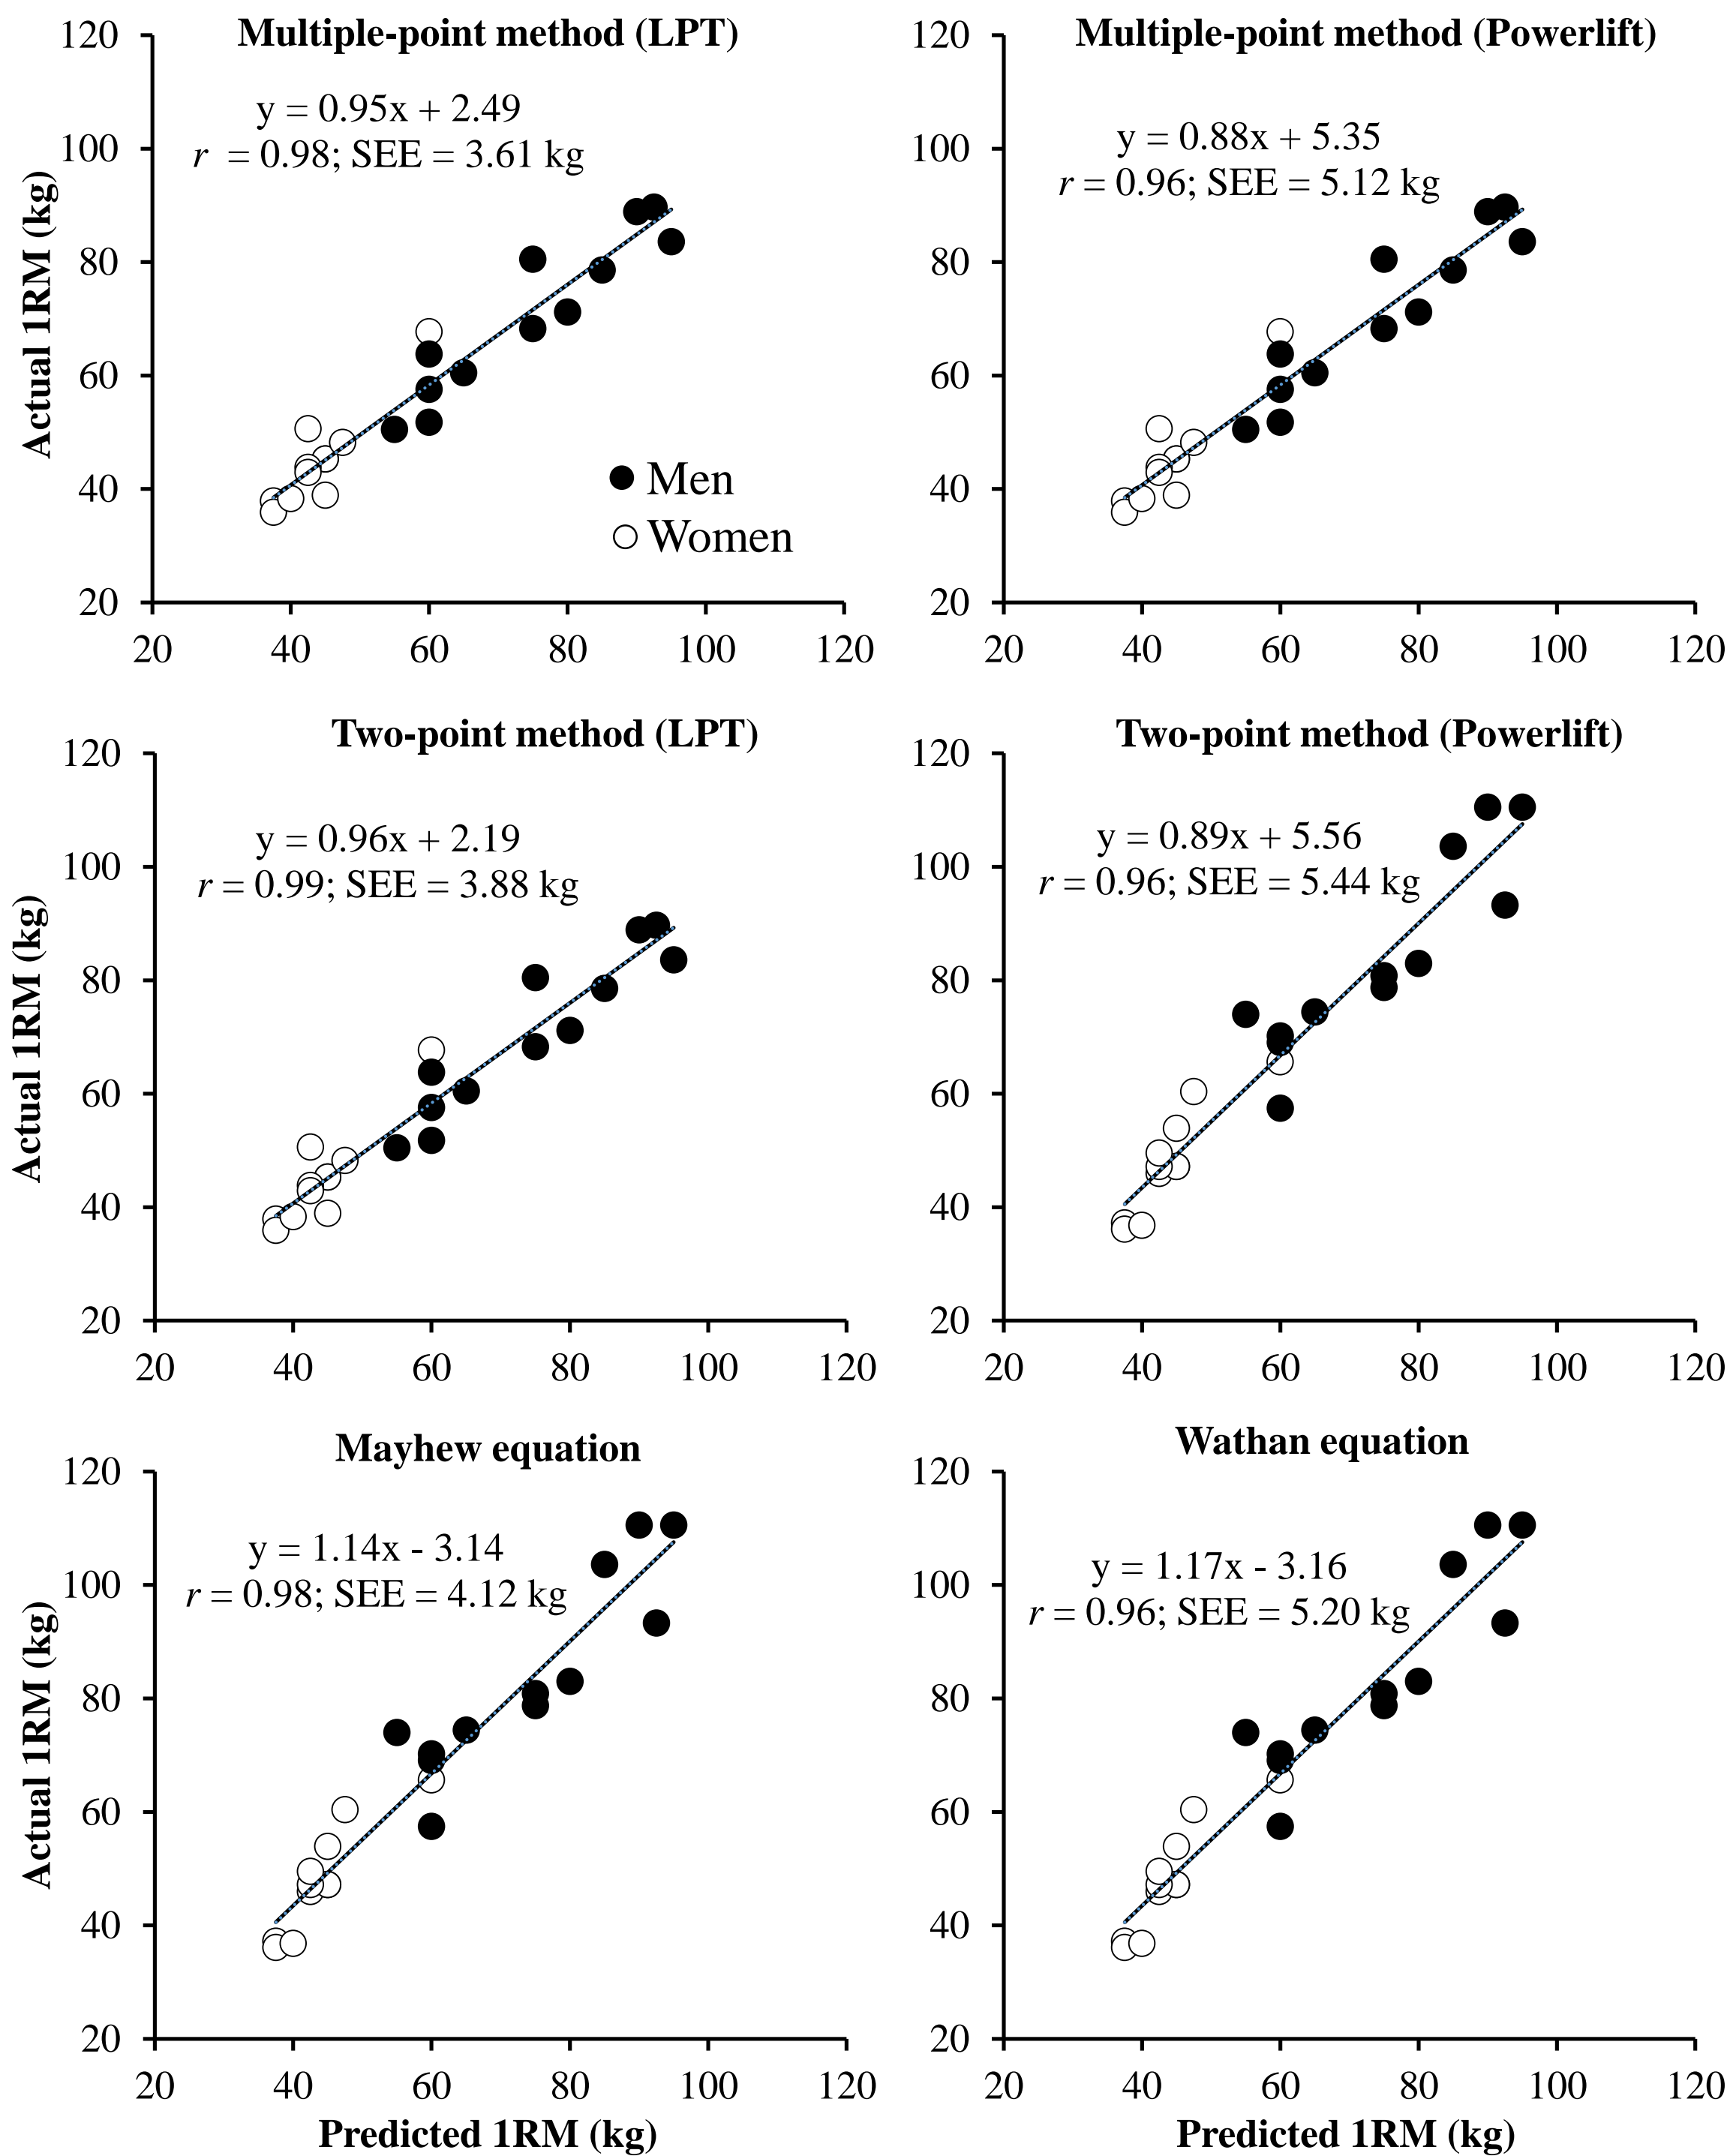 Multiple-point method (LPT)
y = 0.95x + 2.49
r = 0.98; SEE = 3.61 kg
Actual 1RM (kg)
120
100
80
60
40
20
Men
Women
20 40 60 80 100 120
Multiple-point method (Powerlift)
y = 0.88x + 5.35
r = 0.96; SEE = 5.12 kg
120
100
80
60
40
20
20 40 60 80 100 120
Two-point method (LPT)
y = 0.96x + 2.19
r = 0.99; SEE = 3.88 kg
Actual 1RM (kg)
120
100
80
60
40
20
20 40 60 80 100 120
Two-point method (Powerlift)
y = 0.89x + 5.56
r = 0.96; SEE = 5.44 kg
120
100
80
60
40
20
20 40 60 80 100 120
Mayhew equation
y = 1.14x - 3.14
r = 0.98; SEE = 4.12 kg
Actual 1RM (kg)
120
100
80
60
40
20
20 40 60 80 100 120
Predicted 1RM (kg)
Wathan equation
y = 1.17x - 3.16
r = 0.96; SEE = 5.20 kg
120
100
80
60
40
20
20 40 60 80 100 120
Predicted 1RM (kg)